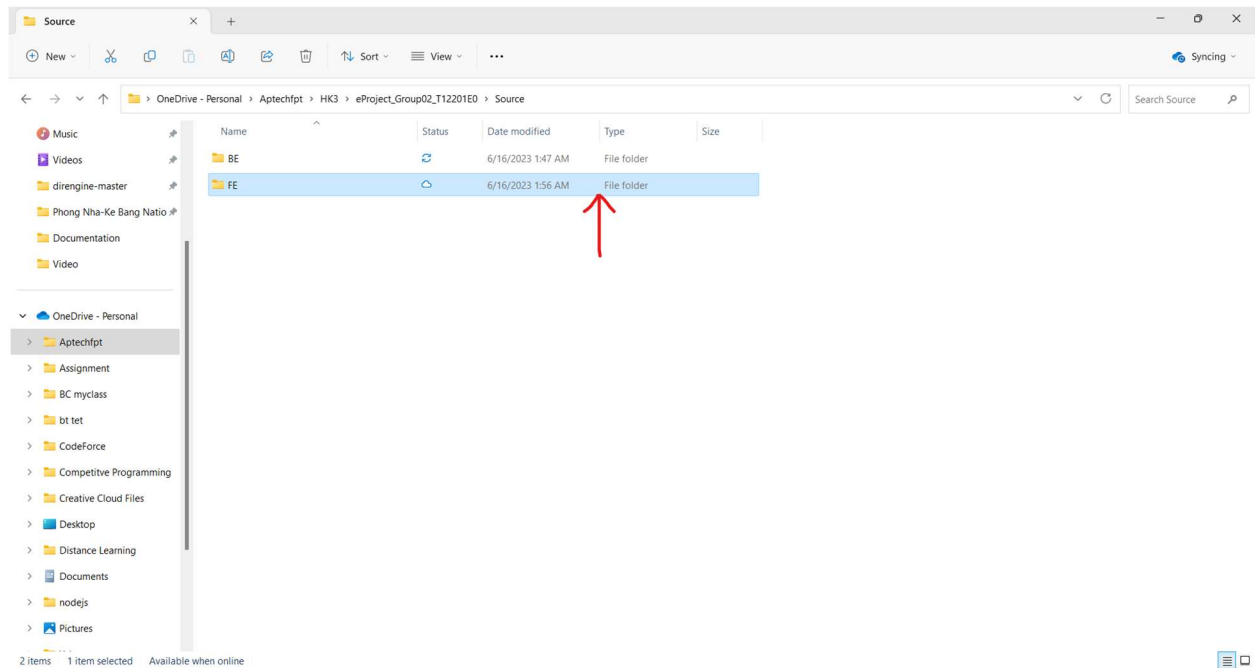 Source
New
Sort
View
Syncing
OneDrive - Personal > Aptechfpt > HK3 > eProject_Group02_T12201E0 > Source
Search Source
Music
Videos
direngine-master
Phong Nha-Ke Bang Natio
Documentation
Video
OneDrive - Personal
Aptechfpt
Assignment
BC myclass
bt tet
CodeForce
Competitve Programming
Creative Cloud Files
Desktop
Distance Learning
Documents
nodejs
Pictures
Name Status Date modified Type Size
BE 6/16/2023 1:47 AM File folder
FE 6/16/2023 1:56 AM File folder
2 items 1 item selected Available when online